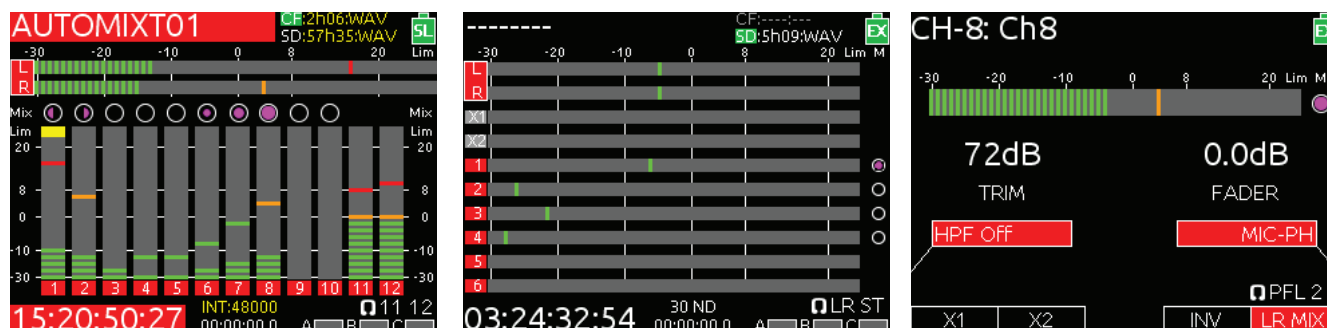 AUTOMIXT01
CF:2h06:WAV
SD:57h35:WAV
SL
-30 -20 -10 0 8 20 Lim
L
R
Mix Mix
Lim Lim
20 20
8 8
0 0
-10 -10
-30 -30
1 2 3 4 5 6 7 8 9 10 11 12
INT:48000
11 12
15:20:50:27
00:00:00.0 A B C
---------
CF:----:---
SD:5h09:WAV
EX
-30 -20 -10 0 8 20 Lim M
L
R
X1
X2
1
2
3
4
5
6
30 ND
LR ST
03:24:32:54
00:00:00.0 A B C
CH-8: Ch8
EX
-30 -20 -10 0 8 20 Lim M
72dB 0.0dB
TRIM FADER
HPF Off MIC-PH
PFL 2
X1 X2 INV LR MIX